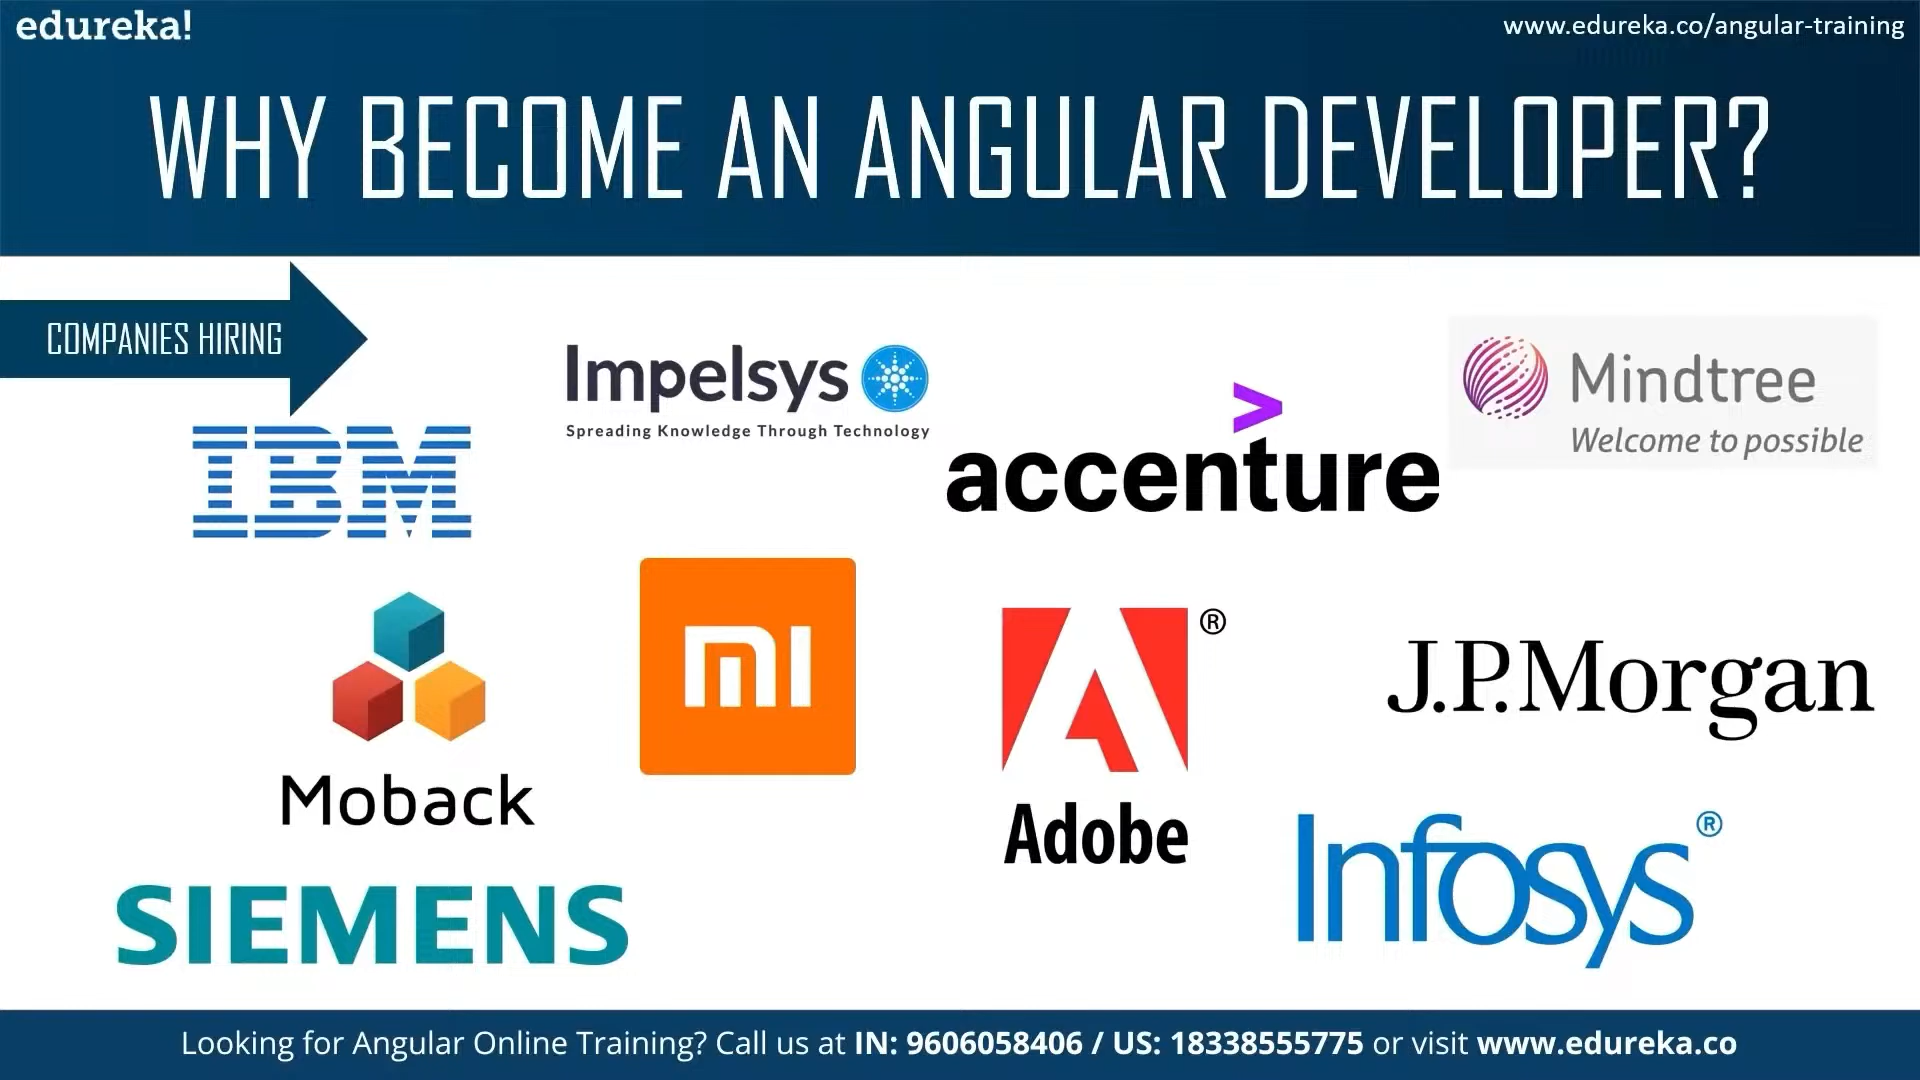 edureka!
www.edureka.co/angular-training
WHY BECOME AN ANGULAR DEVELOPER?
COMPANIES HIRING
Impelsys
Spreading Knowledge Through Technology
accenture
Mindtree
Welcome to possible
IBM
Moback
mi
Adobe
®
J.P.Morgan
SIEMENS
Infosys®
Looking for Angular Online Training? Call us at IN: 9606058406 / US: 18338555775 or visit www.edureka.co